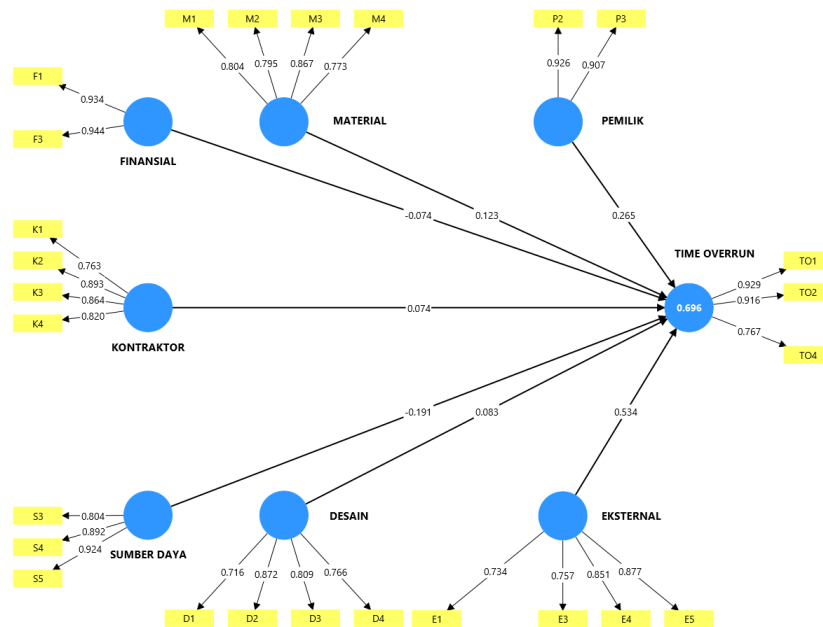 M1
M2
M3
M4
P2
P3
0.804
0.795
0.867
0.773
0.926
0.907
F1
0.934
F3
0.944
FINANSIAL
MATERIAL
PEMILIK
-0.074
0.123
0.265
K1
K2
K3
K4
0.763
0.893
0.864
0.820
KONTRAKTOR
0.074
TIME OVERRUN
0.696
0.929
0.916
0.767
TO1
TO2
TO4
-0.191
0.083
0.534
S3
S4
S5
0.804
0.892
0.924
SUMBER DAYA
DESAIN
EKSTERNAL
0.716
0.872
0.809
0.766
0.734
0.757
0.851
0.877
D1
D2
D3
D4
E1
E3
E4
E5